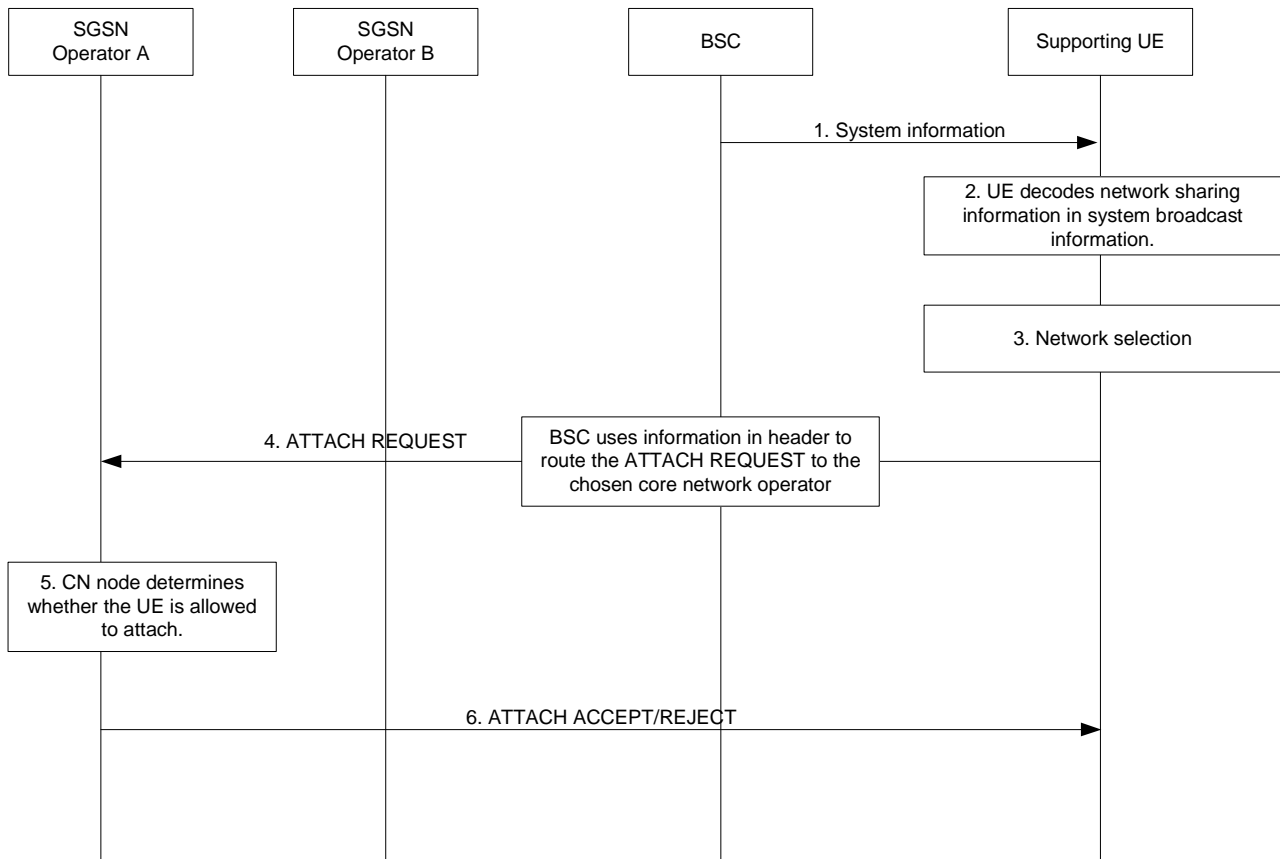 SGSN
Operator A
SGSN
Operator B
BSC
Supporting UE
1. System information
2. UE decodes network sharing
information in system broadcast
information.
3. Network selection
4. ATTACH REQUEST
BSC uses information in header to
route the ATTACH REQUEST to the
chosen core network operator
5. CN node determines
whether the UE is allowed
to attach.
6. ATTACH ACCEPT/REJECT